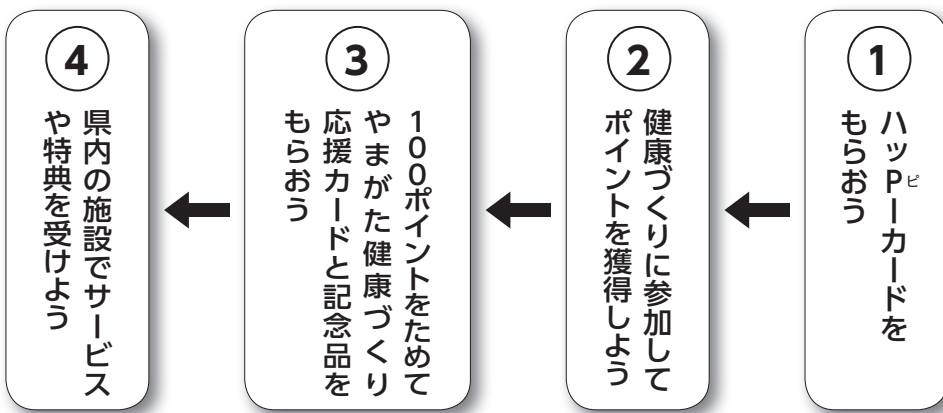 1
ハッPーカードを
ピ
もらおう
2
健康づくりに参加して
ポイントを獲得しよう
3
100ポイントをためて
やまがた健康づくり
応援カードと記念品を
もらおう
4
県内の施設でサービス
や特典を受けよう